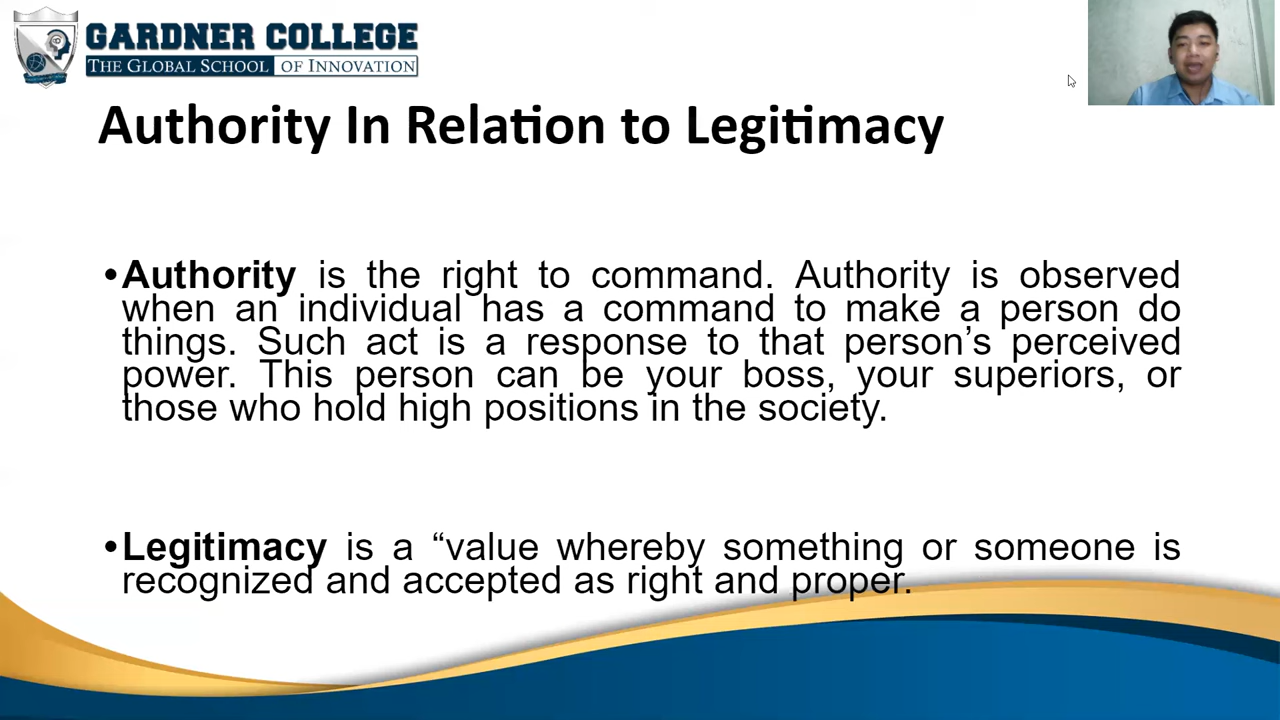 GARDNER COLLEGE
THE GLOBAL SCHOOL OF INNOVATION
Authority In Relation to Legitimacy
•Authority is the right to command. Authority is observed
when an individual has a command to make a person do
things. Such act is a response to that person’s perceived
power. This person can be your boss, your superiors, or
those who hold high positions in the society.
•Legitimacy is a “value whereby something or someone is
recognized and accepted as right and proper.